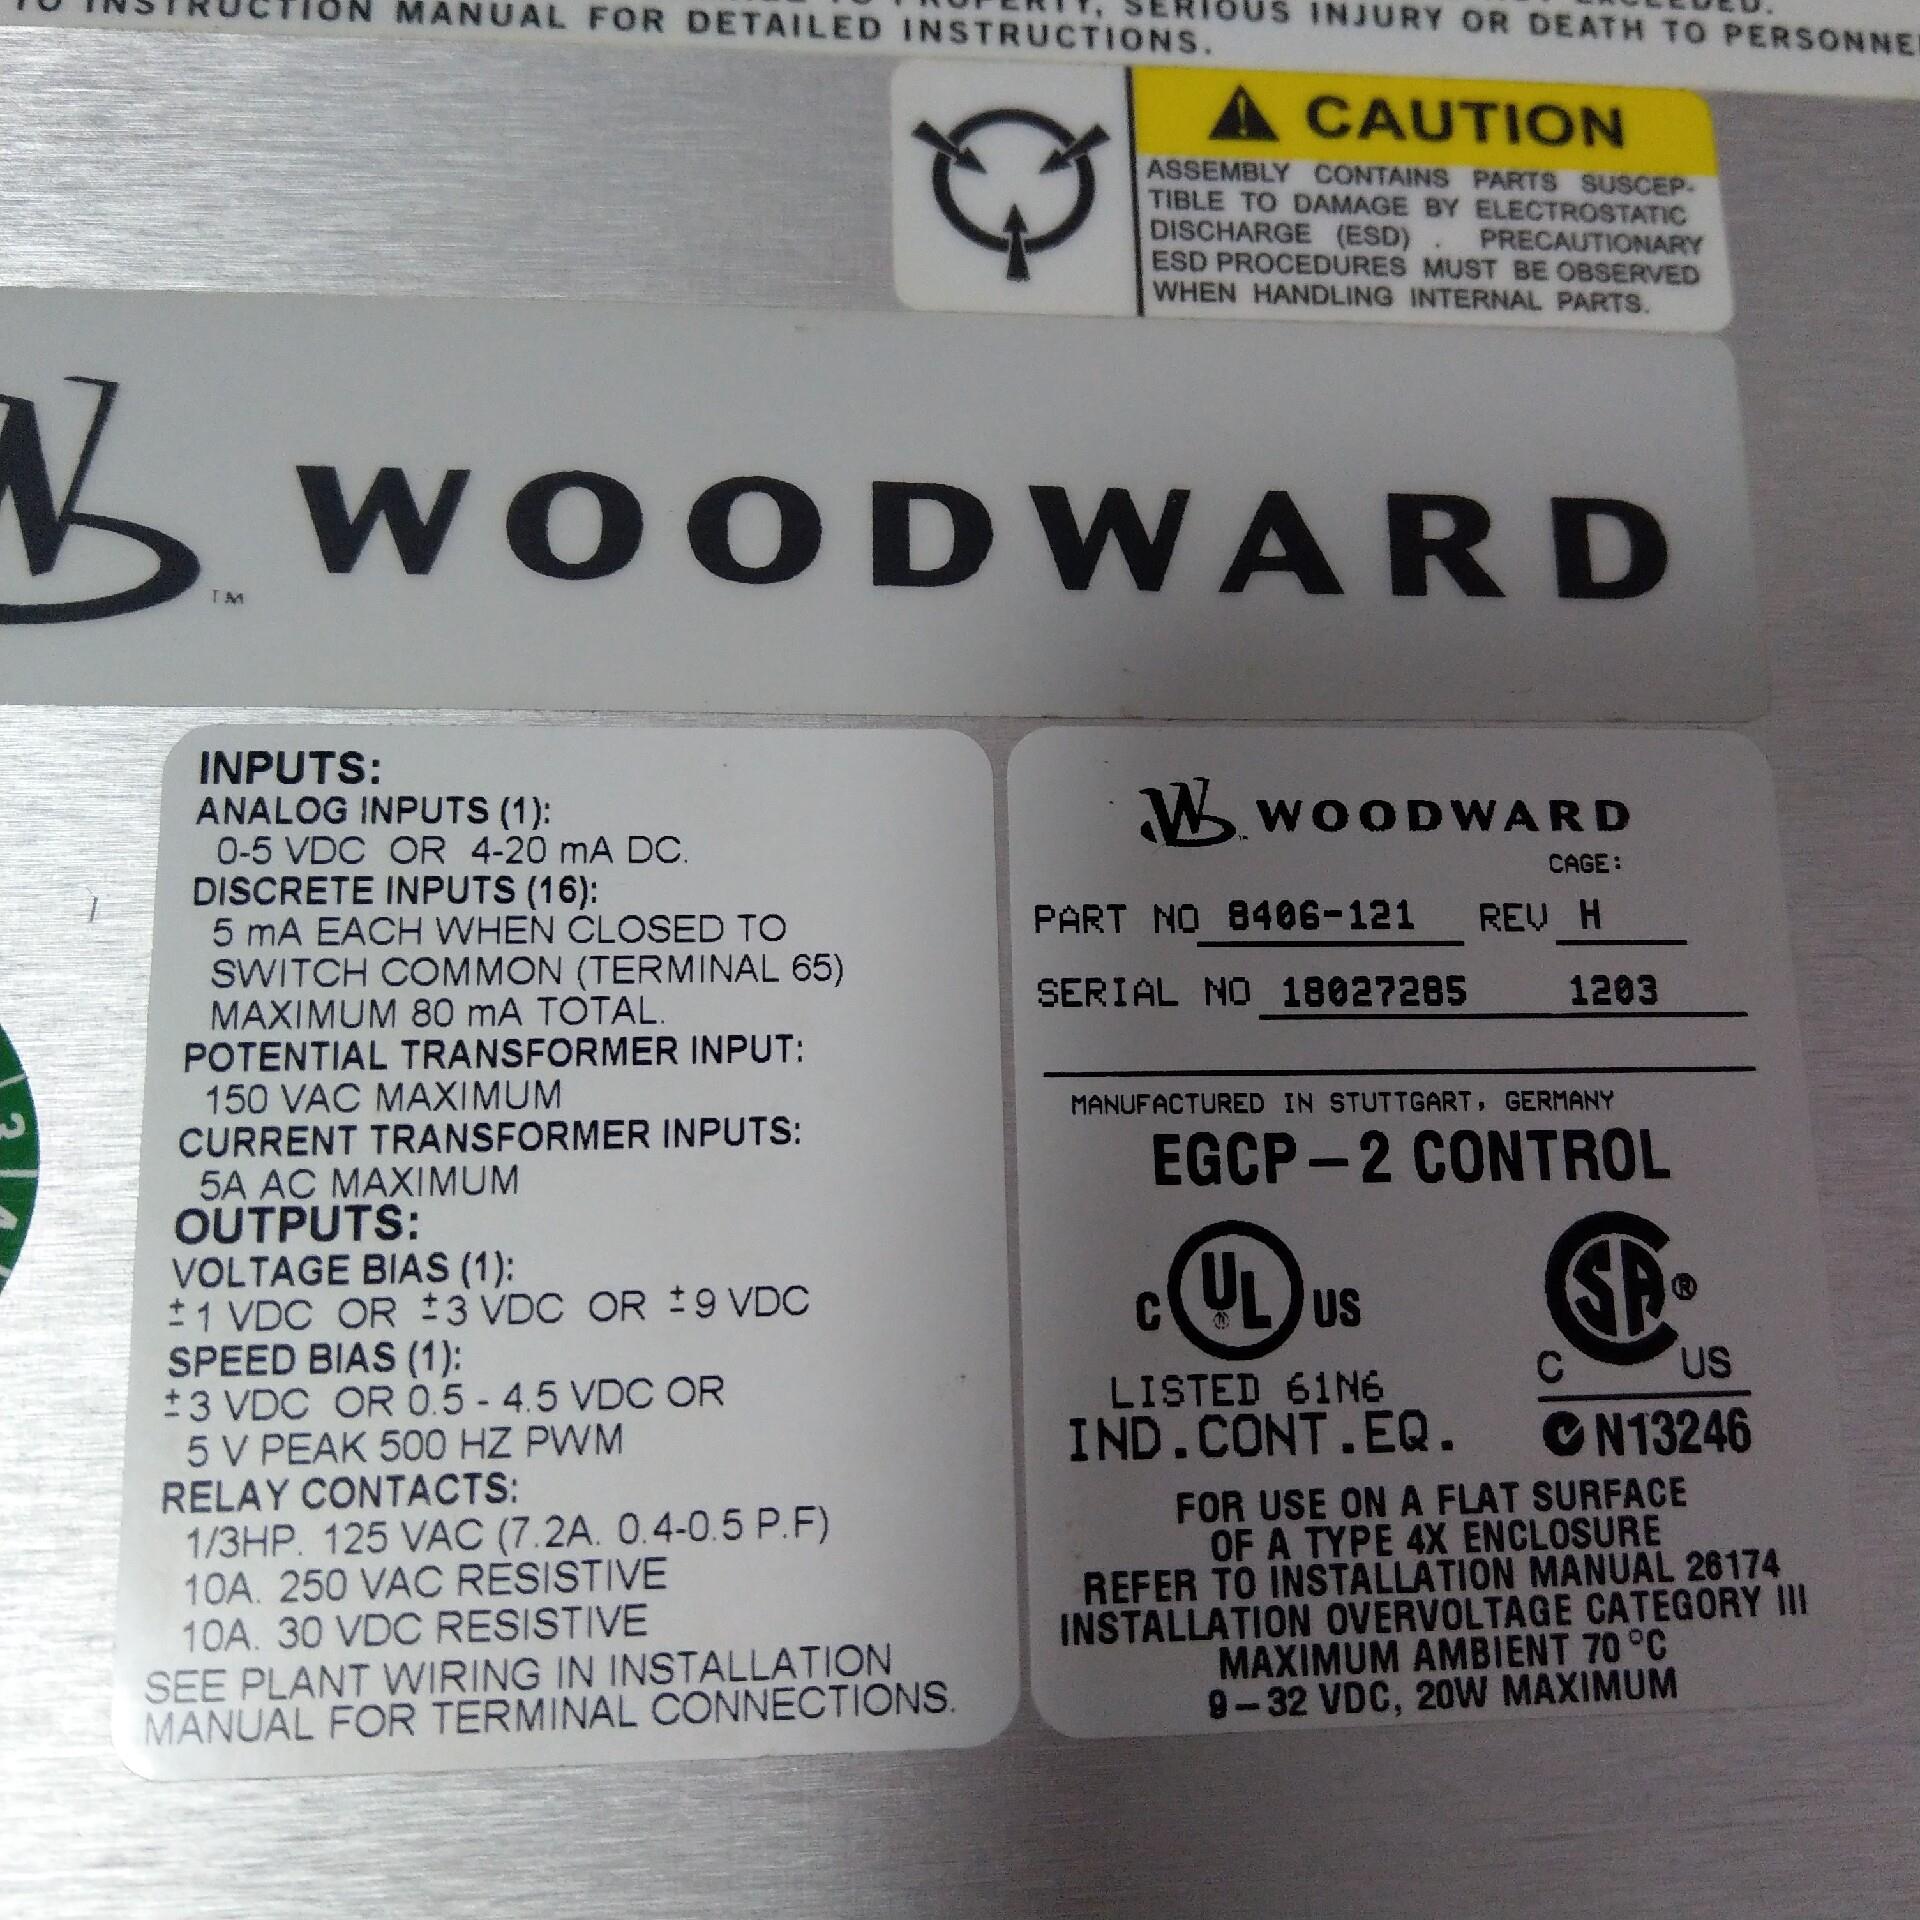 TO INSTRUCTION MANUAL FOR DETAILED INSTRUCTIONS.
PROPERTY, SERIOUS INJURY OR DEATH TO PERSONNE
EXCEEDED.
CAUTION
ASSEMBLY CONTAINS PARTS SUSCEP-
TIBLE TO DAMAGE BY ELECTROSTATIC
DISCHARGE (ESD) . PRECAUTIONARY
ESD PROCEDURES MUST BE OBSERVED
WHEN HANDLING INTERNAL PARTS.
W TM WOODWARD
INPUTS:
ANALOG INPUTS (1):
0-5 VDC OR 4-20 mA DC.
DISCRETE INPUTS (16):
5 mA EACH WHEN CLOSED TO
SWITCH COMMON (TERMINAL 65)
MAXIMUM 80 mA TOTAL.
POTENTIAL TRANSFORMER INPUT:
150 VAC MAXIMUM
CURRENT TRANSFORMER INPUTS:
5A AC MAXIMUM
OUTPUTS:
VOLTAGE BIAS (1):
±1 VDC OR ±3 VDC OR ±9 VDC
SPEED BIAS (1):
±3 VDC OR 0.5 - 4.5 VDC OR
5 V PEAK 500 HZ PWM
RELAY CONTACTS:
1/3HP. 125 VAC (7.2A. 0.4-0.5 P.F)
10A. 250 VAC RESISTIVE
10A. 30 VDC RESISTIVE
SEE PLANT WIRING IN INSTALLATION
MANUAL FOR TERMINAL CONNECTIONS.
W WOODWARD
CAGE:
PART NO 8406-121 REV H
SERIAL NO 18027285 1203
MANUFACTURED IN STUTTGART, GERMANY
EGCP-2 CONTROL
C UL US
SA ®
C US
LISTED 61N6
IND.CONT.EQ.
N13246
FOR USE ON A FLAT SURFACE
OF A TYPE 4X ENCLOSURE
REFER TO INSTALLATION MANUAL 26174
INSTALLATION OVERVOLTAGE CATEGORY III
MAXIMUM AMBIENT 70 °C
9-32 VDC, 20W MAXIMUM
3
4